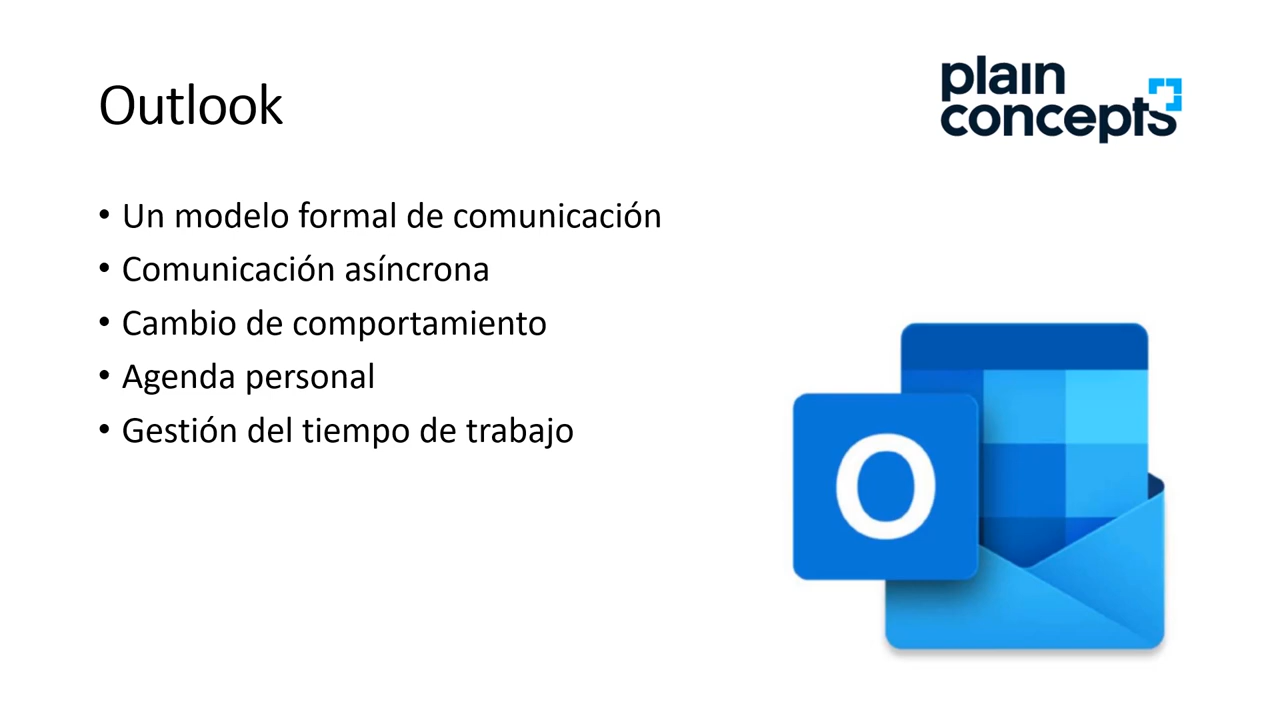 Outlook
plain
concepts
• Un modelo formal de comunicación
• Comunicación asíncrona
• Cambio de comportamiento
• Agenda personal
• Gestión del tiempo de trabajo
O